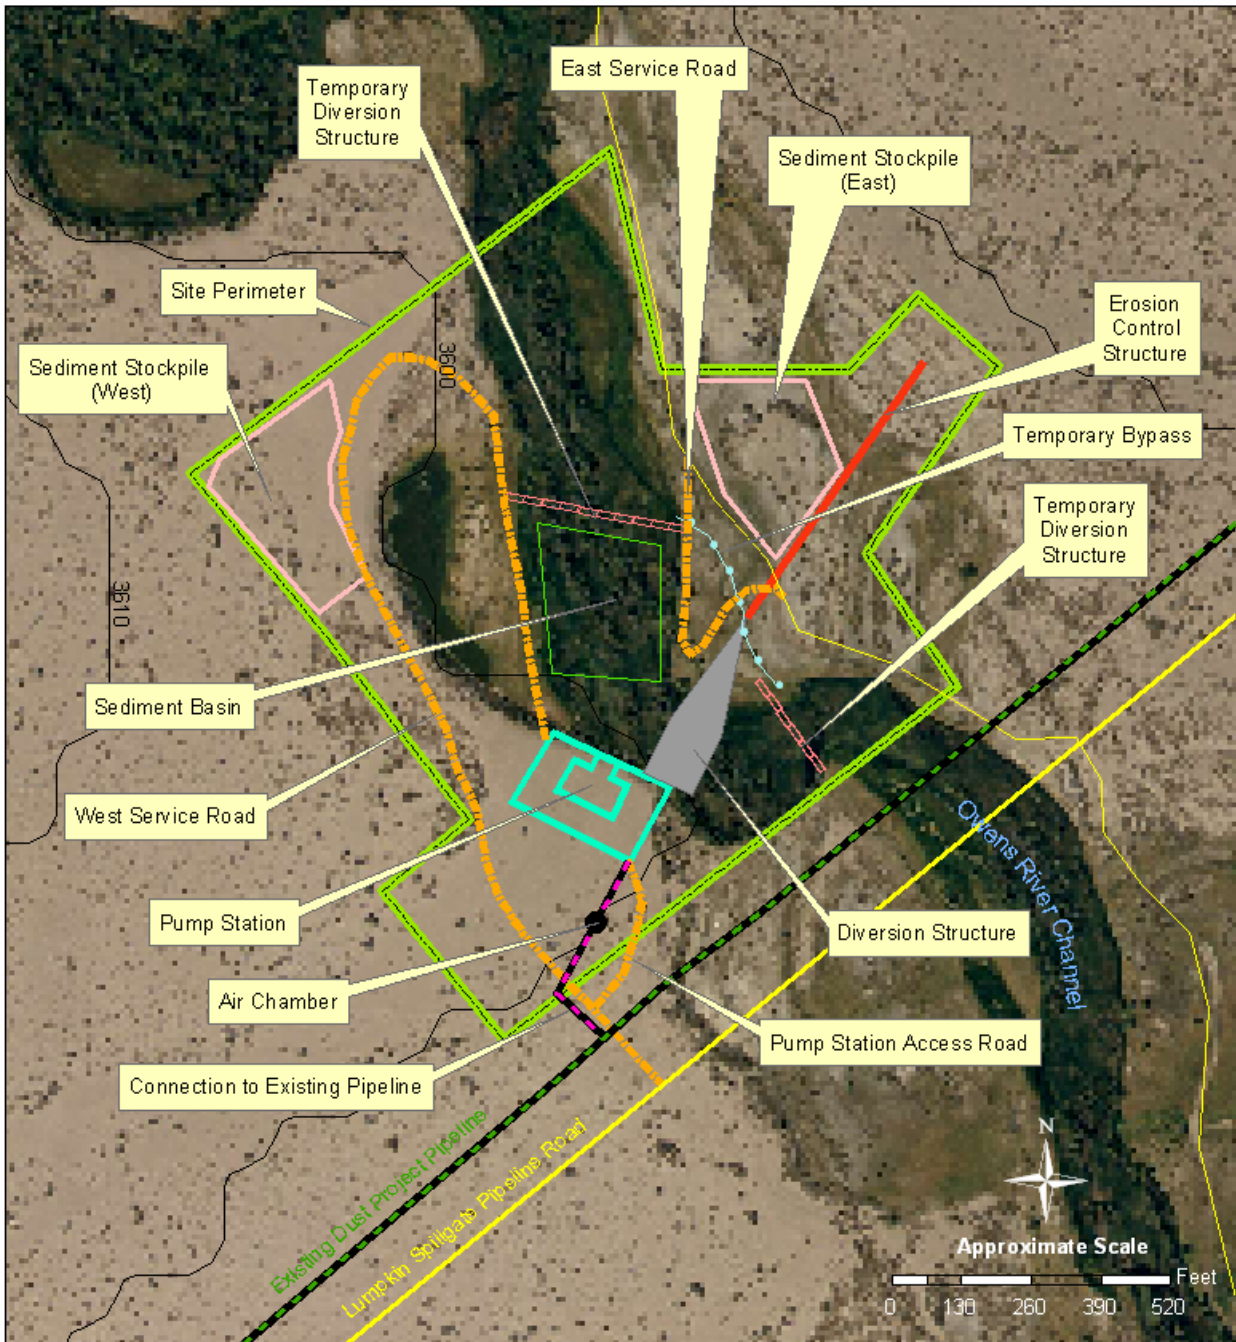 East Service Road
Temporary
Diversion
Structure
Sediment Stockpile
(East)
Site Perimeter
Erosion
Control
Structure
Sediment Stockpile
(West)
3600
Temporary Bypass
Temporary
Diversion
Structure
3610
Sediment Basin
West Service Road
Owens River Channel
Pump Station
Diversion Structure
Air Chamber
Pump Station Access Road
Connection to Existing Pipeline
Existing Dust Project Pipeline
Lumpkin Spillgate Pipeline Road
N
Approximate Scale
Feet
0 130 260 390 520